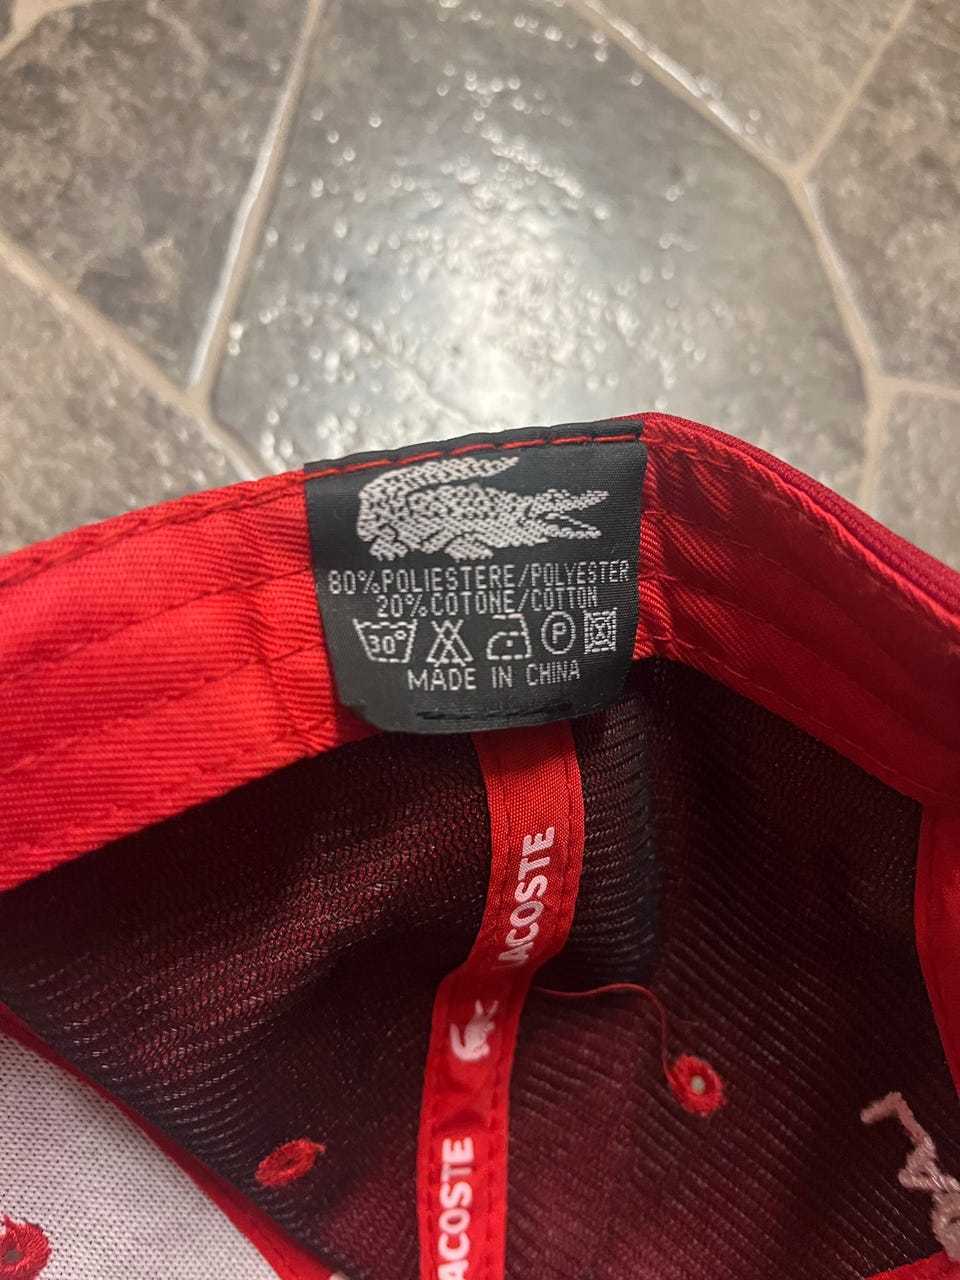 80%POLIESTERE/POLYESTER
20%COTONE/COTTON
30° P
MADE IN CHINA
LACOSTE
LACOSTE